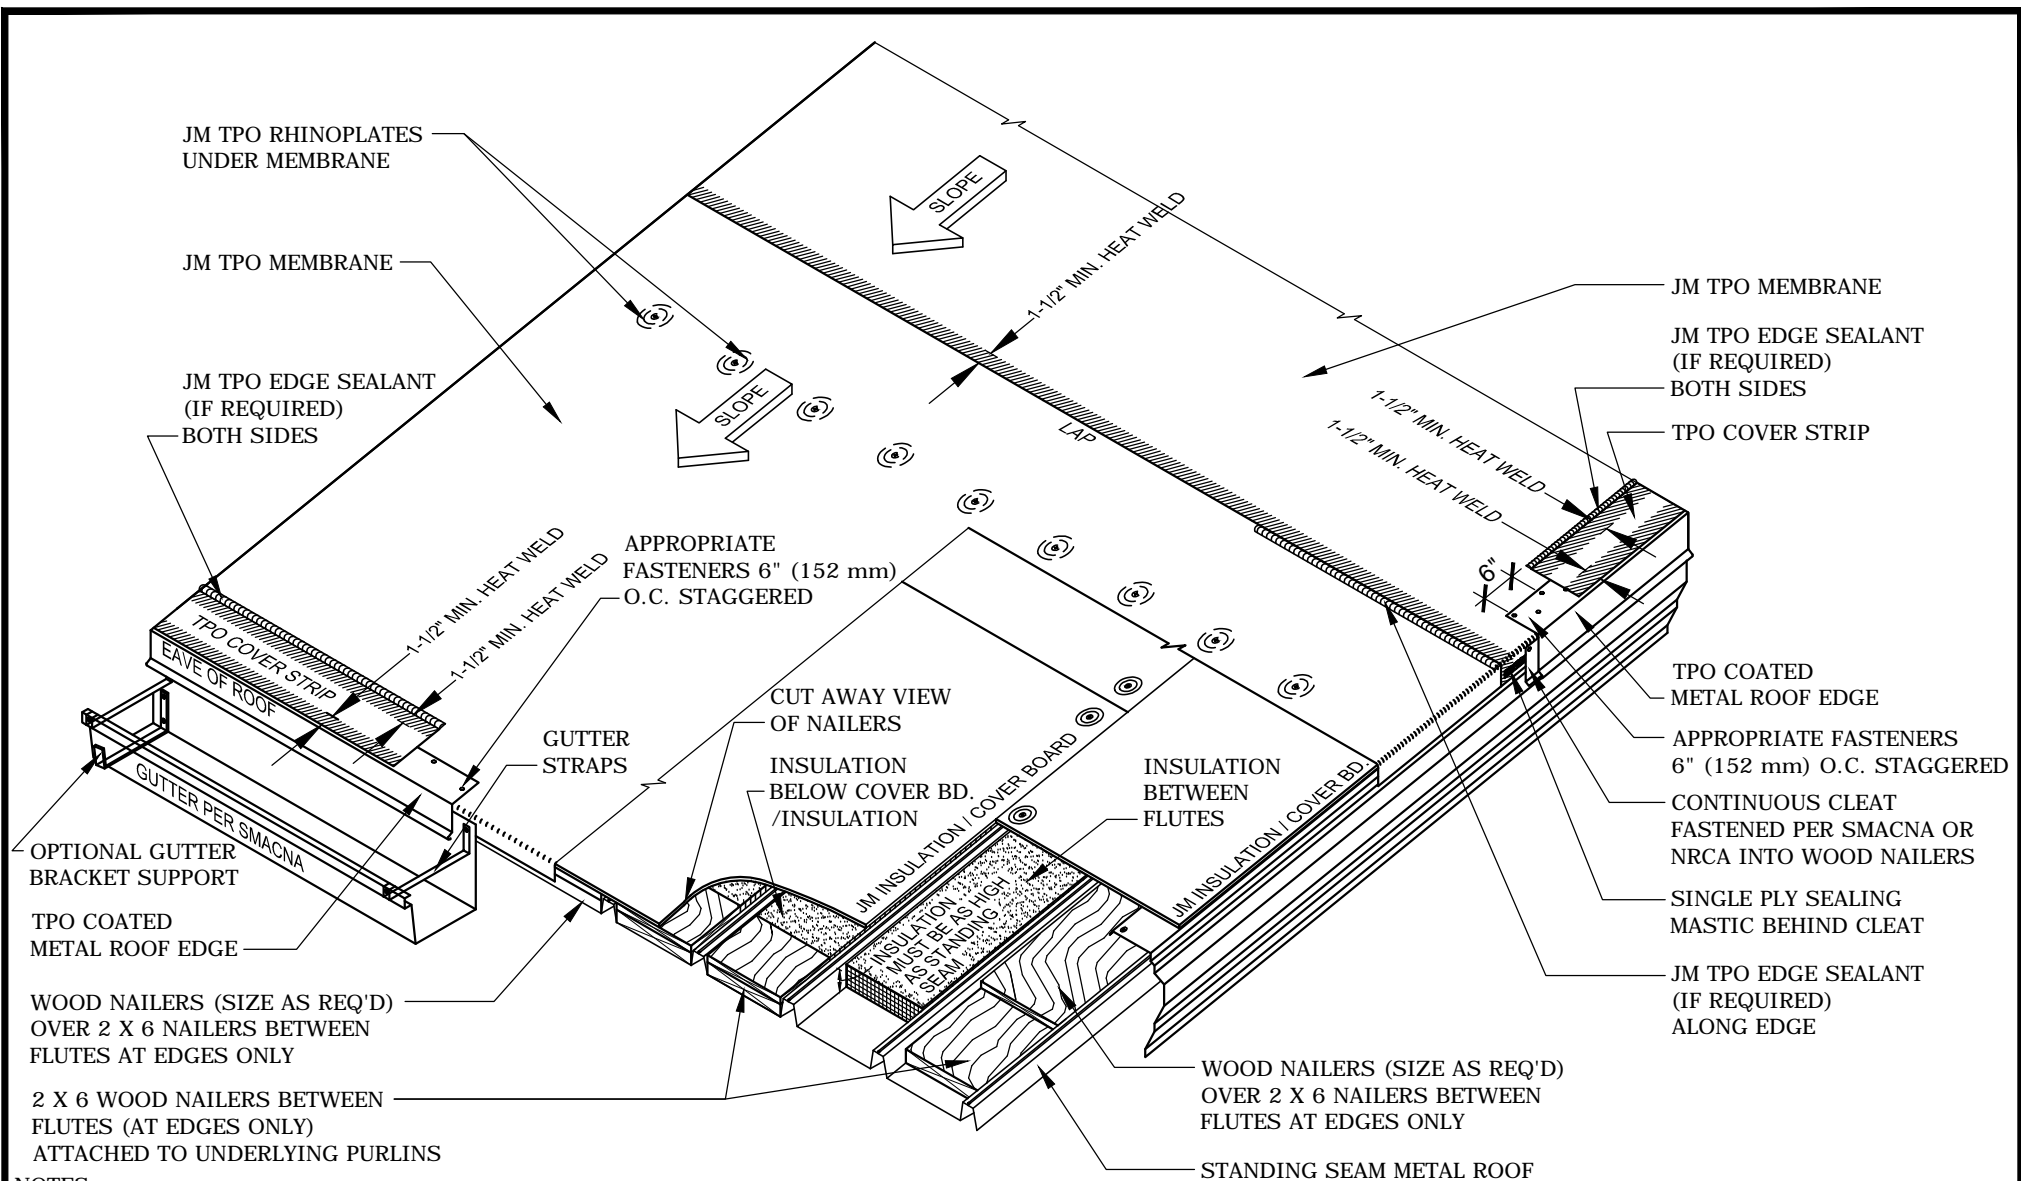 JM TPO RHINOPLATES
UNDER MEMBRANE
JM TPO MEMBRANE
JM TPO EDGE SEALANT
(IF REQUIRED)
BOTH SIDES
SLOPE
SLOPE
1-1/2" MIN. HEAT WELD
LAP
JM TPO MEMBRANE
JM TPO EDGE SEALANT
(IF REQUIRED)
BOTH SIDES
TPO COVER STRIP
1-1/2" MIN. HEAT WELD
1-1/2" MIN. HEAT WELD
6"
1-1/2" MIN. HEAT WELD
1-1/2" MIN. HEAT WELD
APPROPRIATE
FASTENERS 6" (152 mm)
O.C. STAGGERED
TPO COVER STRIP
EAVE OF ROOF
GUTTER PER SMACNA
GUTTER
STRAPS
CUT AWAY VIEW
OF NAILERS
INSULATION
BELOW COVER BD.
/INSULATION
INSULATION
BETWEEN
FLUTES
JM INSULATION / COVER BOARD
JM INSULATION / COVER BD.
INSULATION
MUST BE AS HIGH
AS STANDING
SEAM
TPO COATED
METAL ROOF EDGE
APPROPRIATE FASTENERS
6" (152 mm) O.C. STAGGERED
CONTINUOUS CLEAT
FASTENED PER SMACNA OR
NRCA INTO WOOD NAILERS
SINGLE PLY SEALING
MASTIC BEHIND CLEAT
JM TPO EDGE SEALANT
(IF REQUIRED)
ALONG EDGE
OPTIONAL GUTTER
BRACKET SUPPORT
TPO COATED
METAL ROOF EDGE
WOOD NAILERS (SIZE AS REQ'D)
OVER 2 X 6 NAILERS BETWEEN
FLUTES AT EDGES ONLY
2 X 6 WOOD NAILERS BETWEEN
FLUTES (AT EDGES ONLY)
ATTACHED TO UNDERLYING PURLINS
WOOD NAILERS (SIZE AS REQ'D)
OVER 2 X 6 NAILERS BETWEEN
FLUTES AT EDGES ONLY
STANDING SEAM METAL ROOF
NOTES